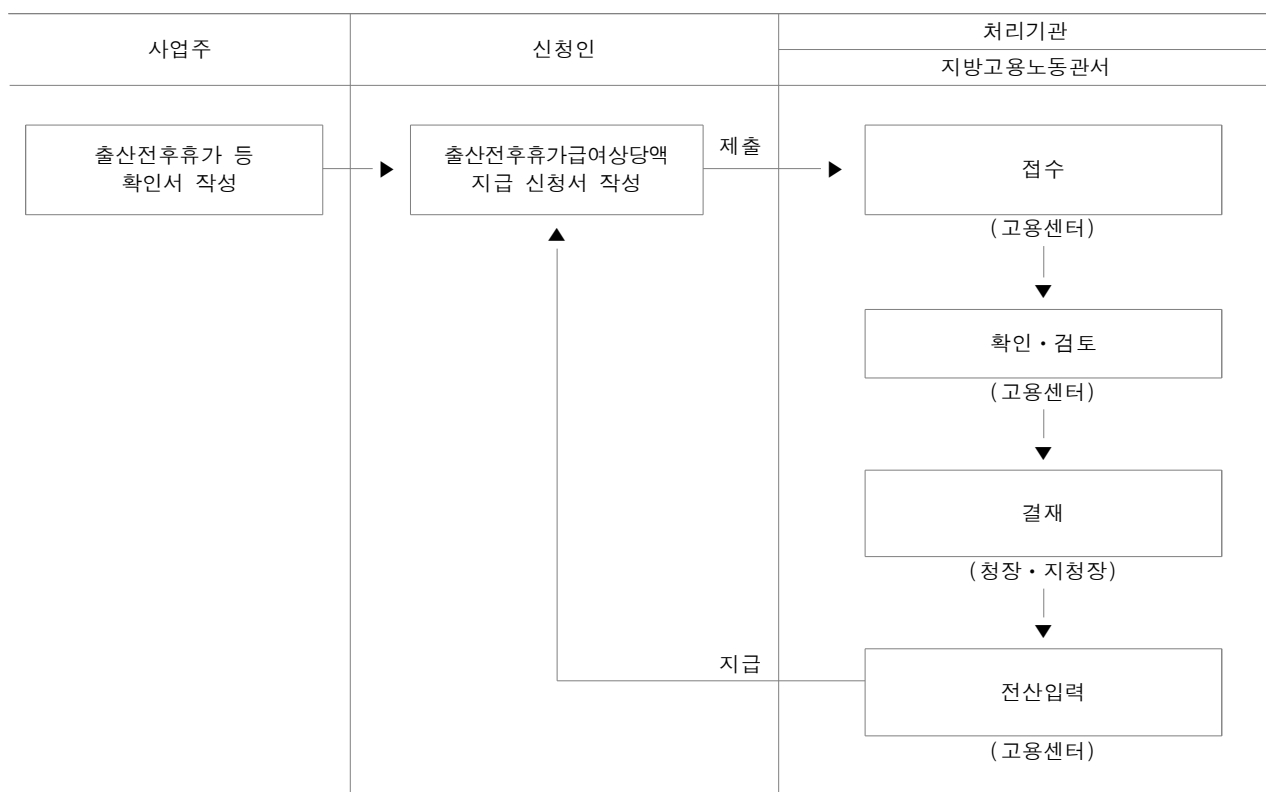 사업주
신청인
처리기관
지방고용노동관서
출산전후휴가 등
확인서 작성
출산전후휴가급여상당액
지급 신청서 작성
제출
접수
(고용센터)
확인・검토
(고용센터)
결재
(청장・지청장)
지급
전산입력
(고용센터)